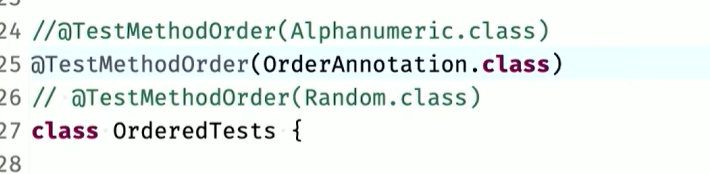 24 //@TestMethodOrder(Alphanumeric.class)
25 @TestMethodOrder(OrderAnnotation.class)
26 // @TestMethodOrder(Random.class)
27 class OrderedTests {
28